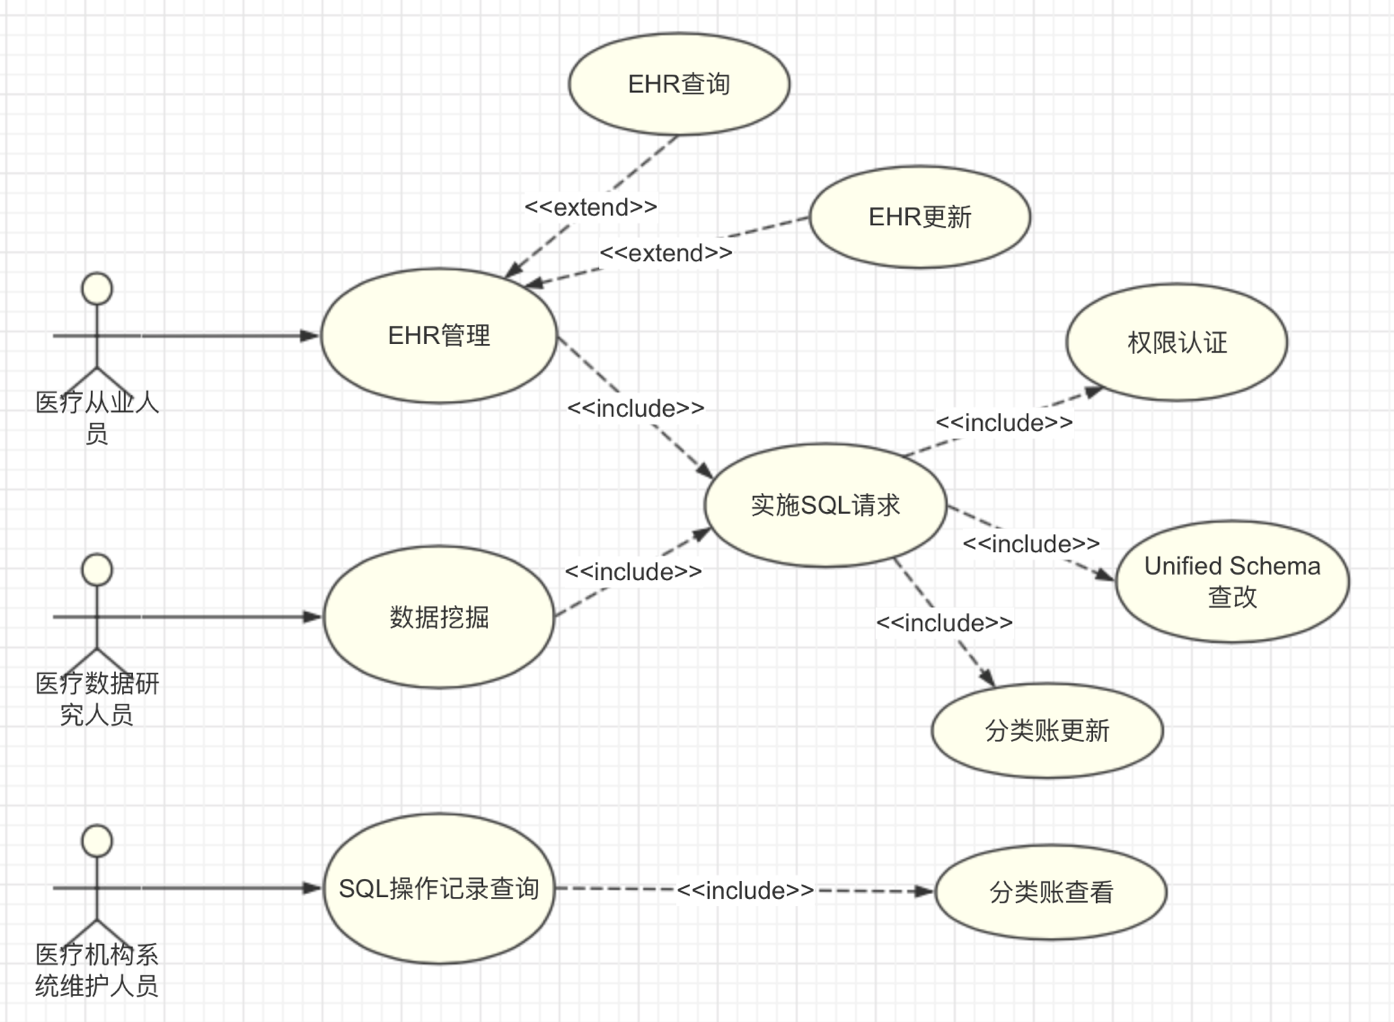 EHR查询
<<extend>>
EHR更新
<<extend>>
EHR管理
医疗从业人
员
权限认证
<<include>>
<<include>>
实施SQL请求
<<include>>
Unified Schema
查改
<<include>>
数据挖掘
<<include>>
医疗数据研
究人员
分类账更新
SQL操作记录查询
<<include>>
分类账查看
医疗机构系
统维护人员